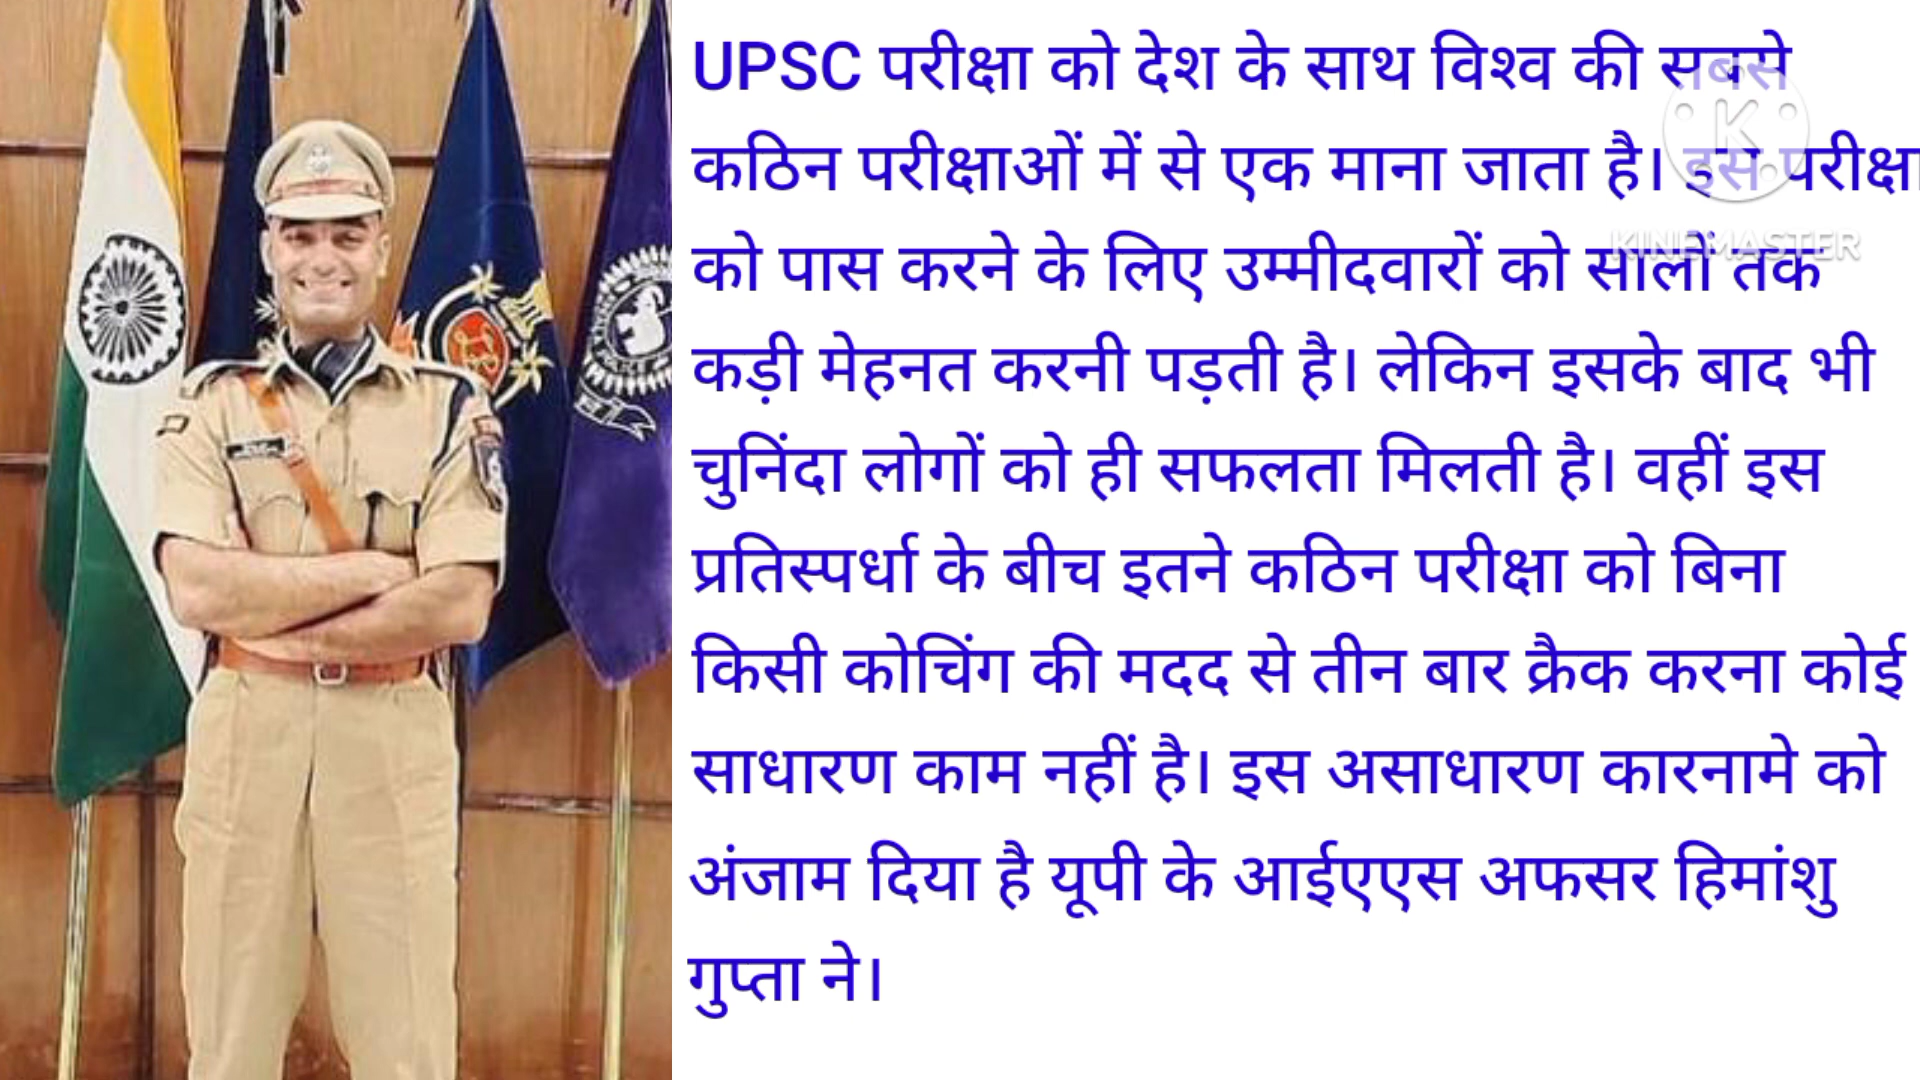 UPSC परीक्षा को देश के साथ विश्व की सबसे
कठिन परीक्षाओं में से एक माना जाता है। इस परीक्षा
को पास करने के लिए उम्मीदवारों को सालों तक
कड़ी मेहनत करनी पड़ती है। लेकिन इसके बाद भी
चुनिंदा लोगों को ही सफलता मिलती है। वहीं इस
प्रतिस्पर्धा के बीच इतने कठिन परीक्षा को बिना
किसी कोचिंग की मदद से तीन बार क्रैक करना कोई
साधारण काम नहीं है। इस असाधारण कारनामे को
अंजाम दिया है यूपी के आईएएस अफसर हिमांशु
गुप्ता ने।
K
KINEMASTER